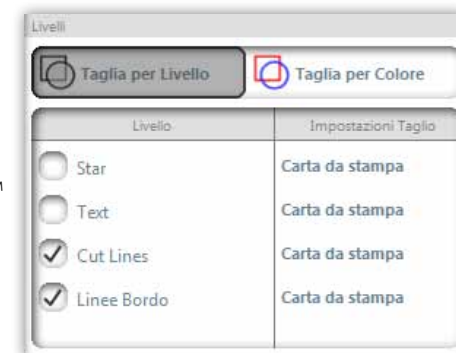 Livelli
Taglia per Livello Taglia per Colore
Livello Impostazioni Taglio
Star Carta da stampa
Text Carta da stampa
Cut Lines Carta da stampa
Linee Bordo Carta da stampa